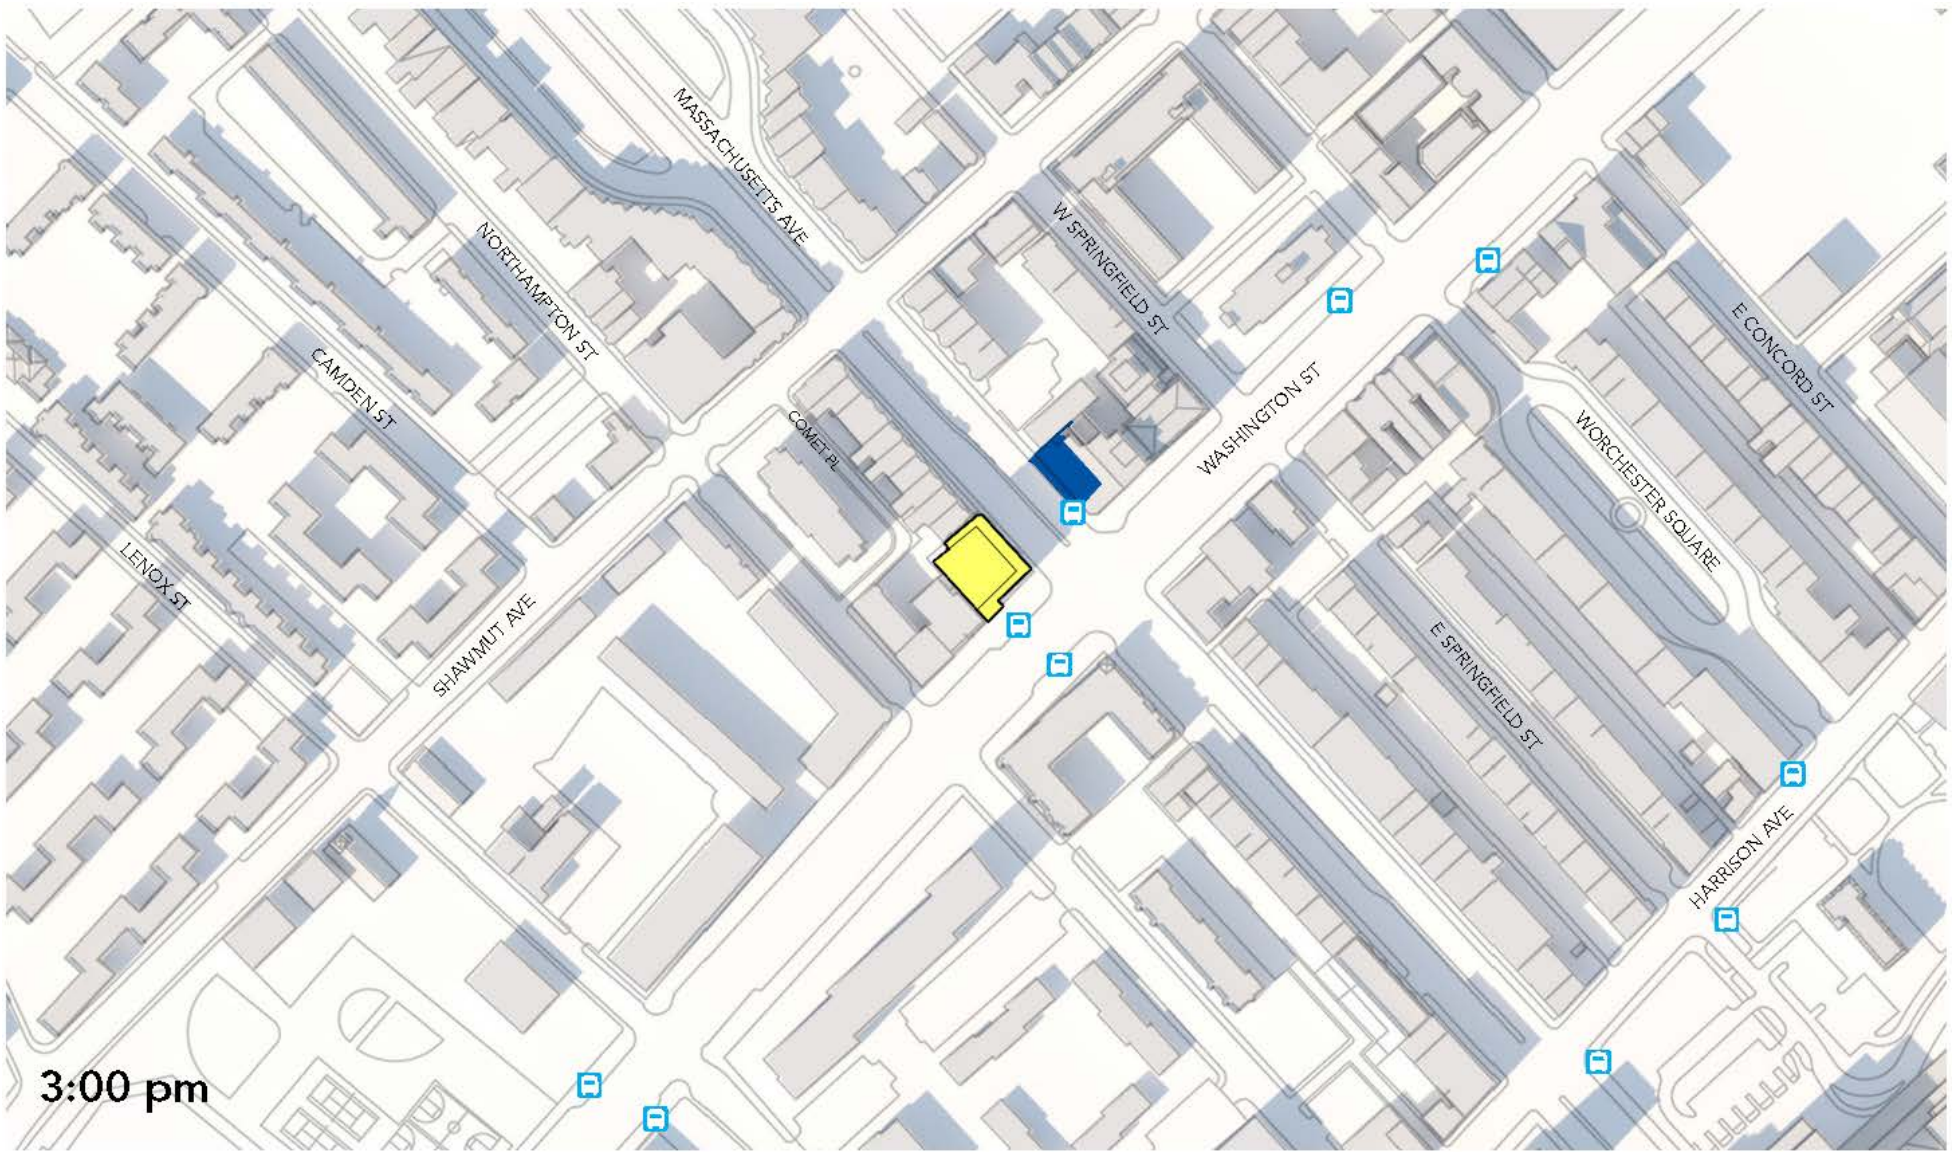 MASSACHUSETTS AVE
W SPRINGFIELD ST
NORTHAMPTON ST
E CONCORD ST
CAMDEN ST
WASHINGTON ST
COMET PL
WORCHESTER SQUARE
LENOX ST
SHAWMUT AVE
E SPRINGFIELD ST
HARRISON AVE
3:00 pm